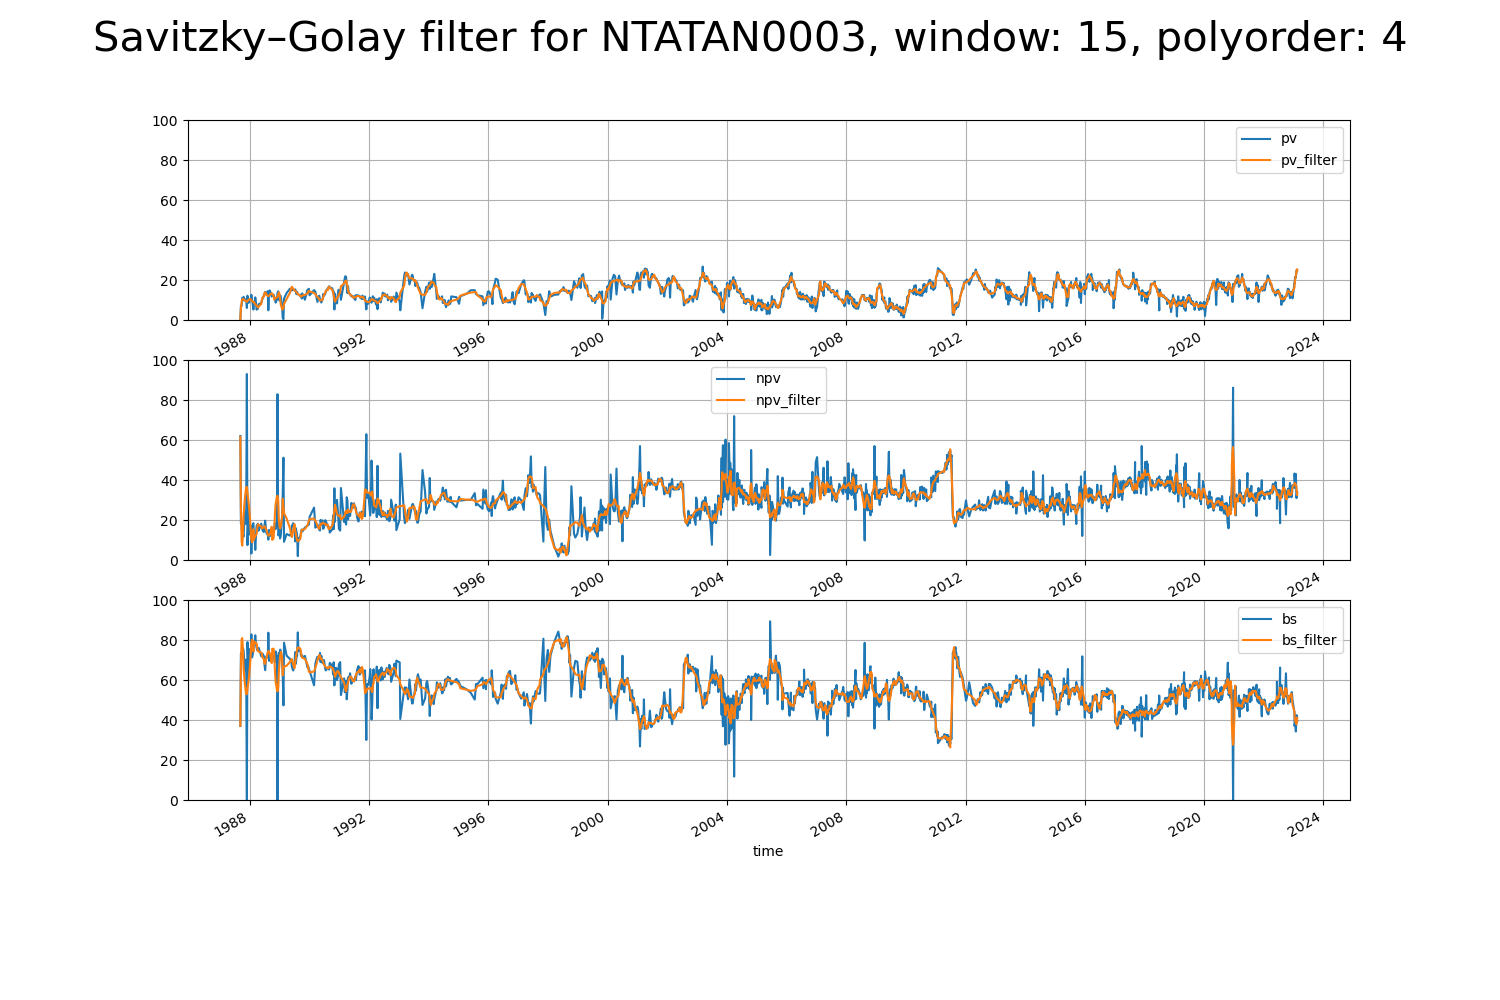 Savitzky–Golay filter for NTATAN0003, window: 15, polyorder: 4
100
80
60
40
20
0
pv
pv_filter
1988 1992 1996 2000 2004 2008 2012 2016 2020 2024
100
80
60
40
20
0
npv
npv_filter
1988 1992 1996 2000 2004 2008 2012 2016 2020 2024
100
80
60
40
20
0
bs
bs_filter
1988 1992 1996 2000 2004 2008 2012 2016 2020 2024
time